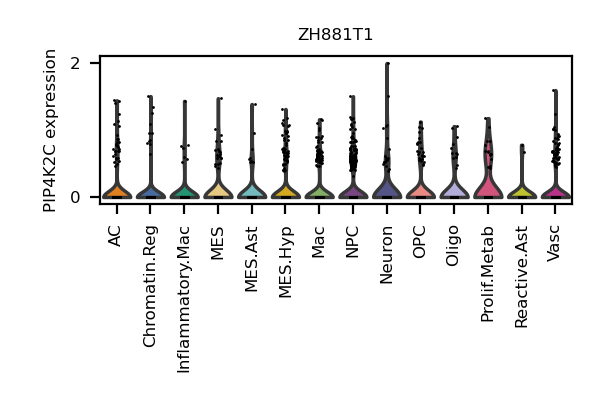 ZH881T1
PIP4K2C expression
2
0
AC
Chromatin.Reg
Inflammatory.Mac
MES
MES.Ast
MES.Hyp
Mac
NPC
Neuron
OPC
Oligo
Prolif.Metab
Reactive.Ast
Vasc